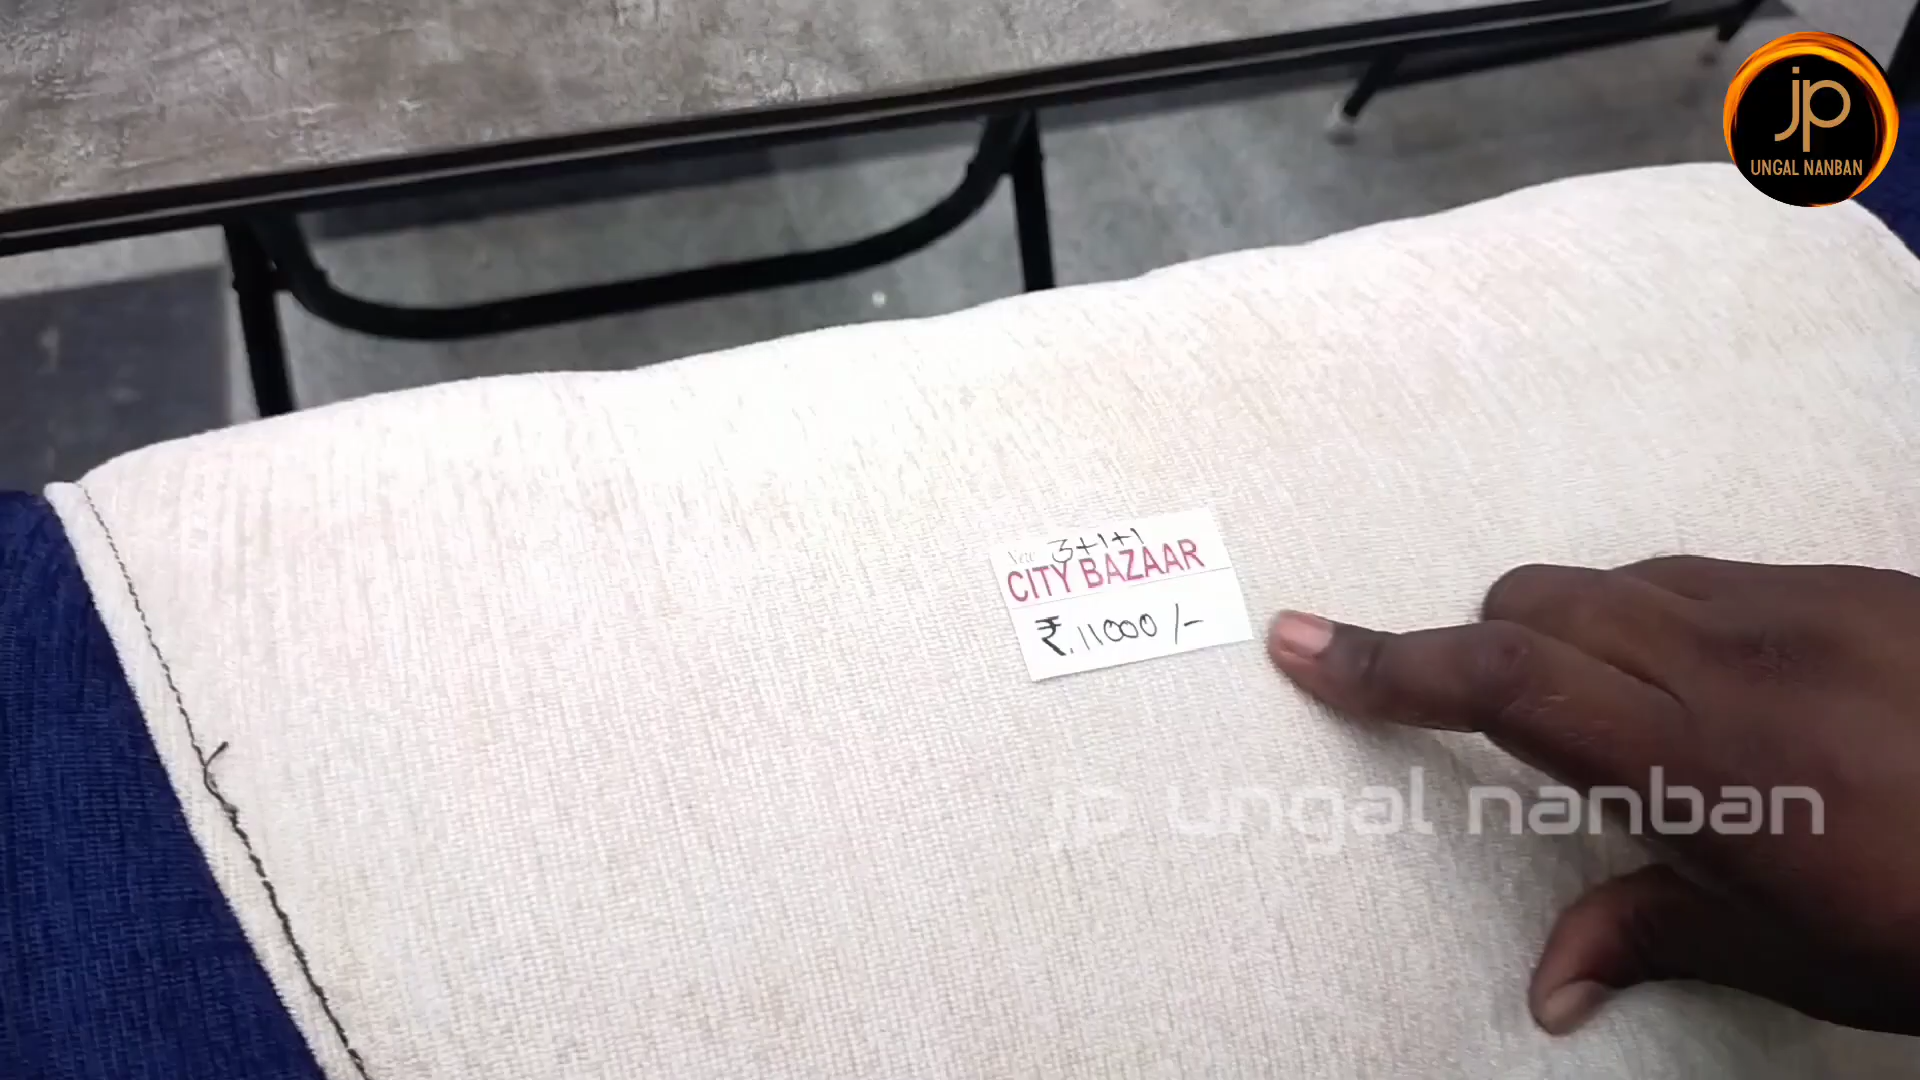 jp
UNGAL NANBAN
3+1+1
CITY BAZAAR
₹.11000/-
jp ungal nanban